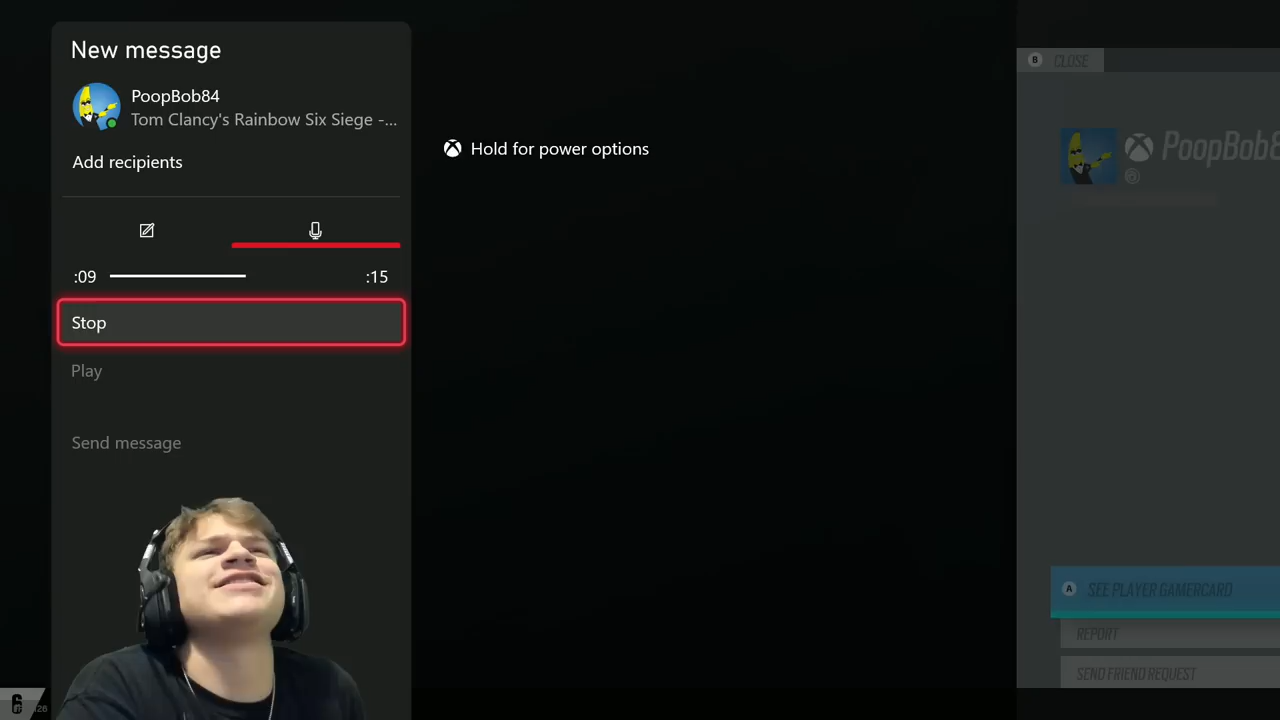 New message
PoopBob84
Tom Clancy's Rainbow Six Siege -...
Add recipients
:09
:15
Stop
Play
Send message
Hold for power options
B CLOSE
PoopBob8
A SEE PLAYER GAMERCARD
REPORT
SEND FRIEND REQUEST